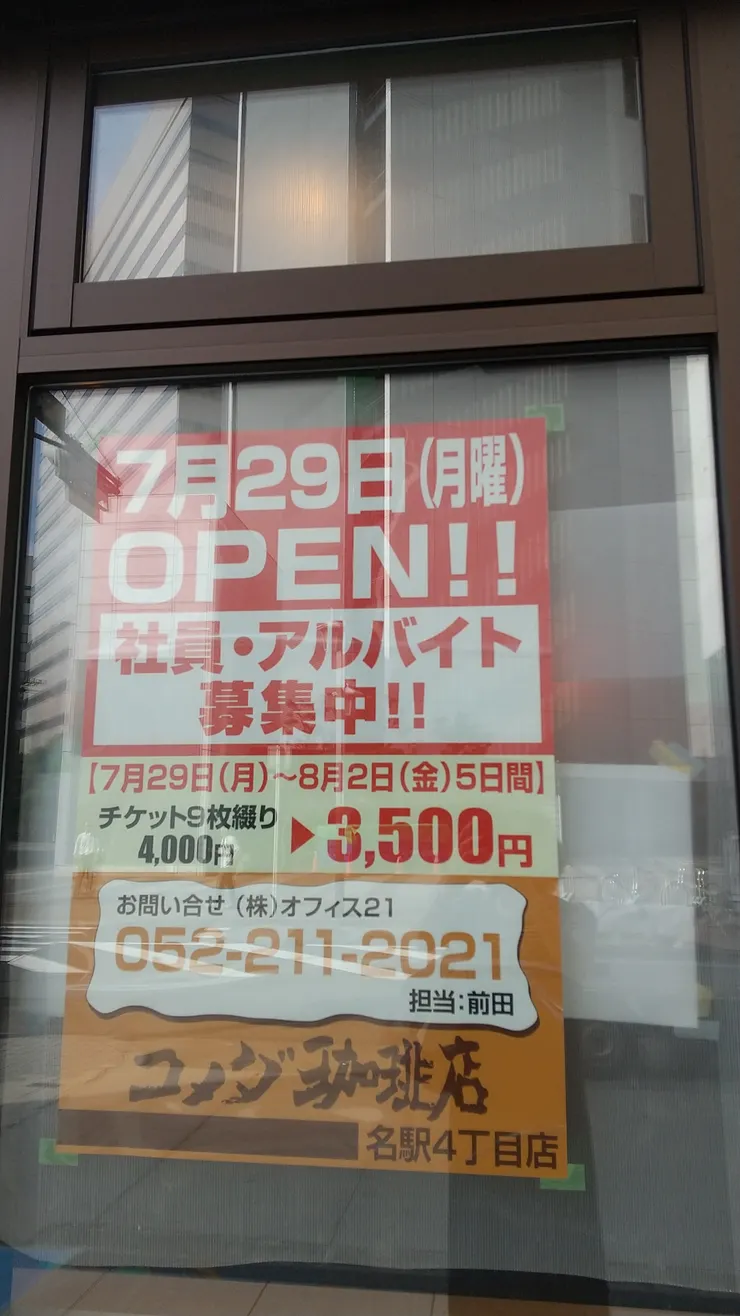 7月29日(月曜)
OPEN!!
社員・アルバイト
募集中!!
【7月29日(月)～8月2日(金)5日間】
チケット9枚綴り
4,000円
▶3,500円
お問い合せ (株)オフィス21
052-211-2021
担当:前田
コメダ珈琲店
名駅4丁目店